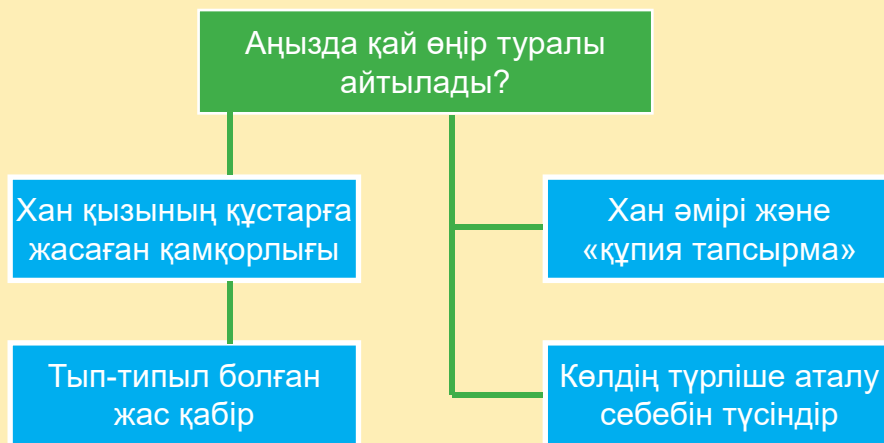 Аңызда қай өңір туралы
айтылады?
Хан қызының құстарға
жасаған қамқорлығы
Хан әмірі және
«құпия тапсырма»
Тып-типыл болған
жас қабір
Көлдің түрліше аталу
себебін түсіндір